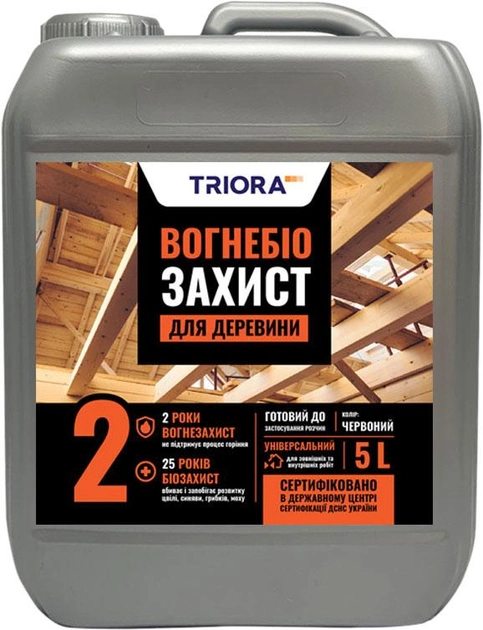 TRIORA
ВОГНЕБІО
ЗАХИСТ
ДЛЯ ДЕРЕВИНИ
2
2 РОКИ
ВОГНЕЗАХИСТ
не підтримує процес горіння
25 РОКІВ
БІОЗАХИСТ
вбиває і запобігає розвитку
цвілі, синяви, грибків, моху
ГОТОВИЙ ДО
ЗАСТОСУВАННЯ РОЗЧИН
КОЛІР:
ЧЕРВОНИЙ
УНІВЕРСАЛЬНИЙ
для зовнішніх та
внутрішніх робіт
5 L
СЕРТИФІКОВАНО
В ДЕРЖАВНОМУ ЦЕНТРІ
СЕРТИФІКАЦІЇ ДСНС УКРАЇНИ